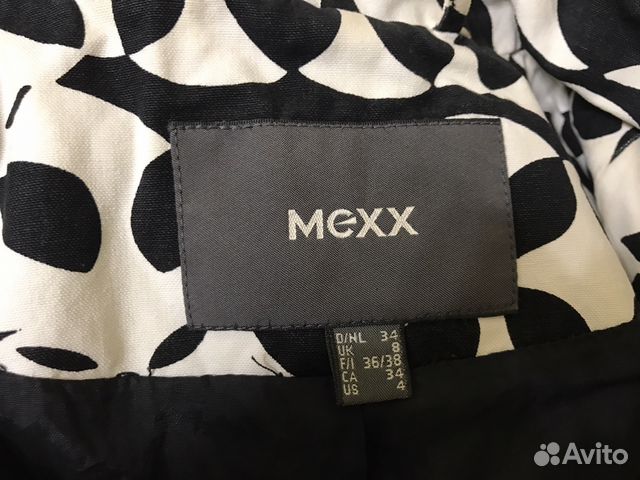 Mexx
D/NL 34
UK 8
F/I 36/38
CA 34
US 4
Avito